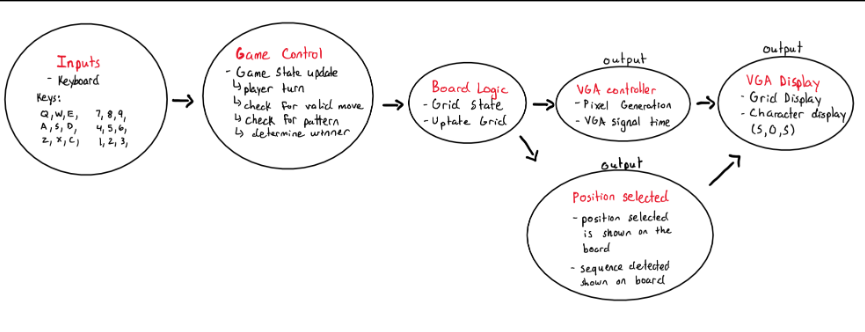 Inputs
- Keyboard
Keys:
Q, W, E, 7, 8, 9,
A, S, D, 4, 5, 6,
Z, X, C, 1, 2, 3,
Game Control
- Game State update
↳ player turn
↳ check for valid move
↳ check for pattern
↳ determine winner
Board Logic
- Grid State
- Uptate Grid
output
VGA controller
- Pixel Generation
- VGA signal time
output
VGA Display
- Grid Display
- Character display
(S, O, S)
output
Position selected
- position selected
is shown on the
board
- sequence detected
shown on board